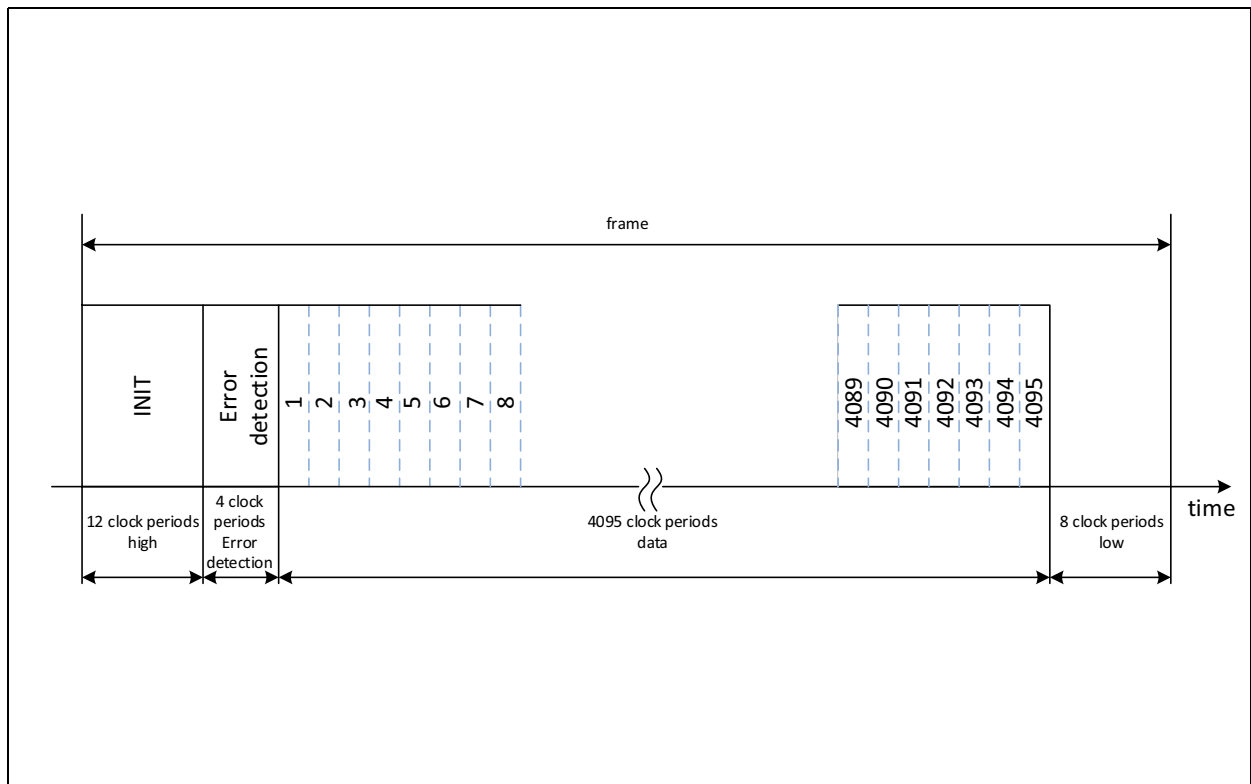 frame
INIT
Error
detection
1
2
3
4
5
6
7
8
4089
4090
4091
4092
4093
4094
4095
time
12 clock periods
high
4 clock
periods
Error
detection
4095 clock periods
data
8 clock periods
low